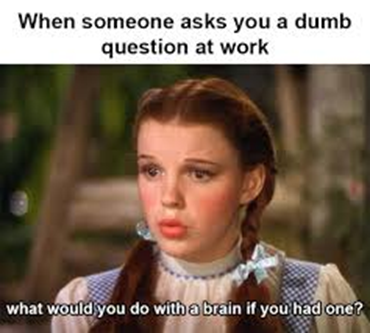 When someone asks you a dumb
question at work
what would you do with a brain if you had one?